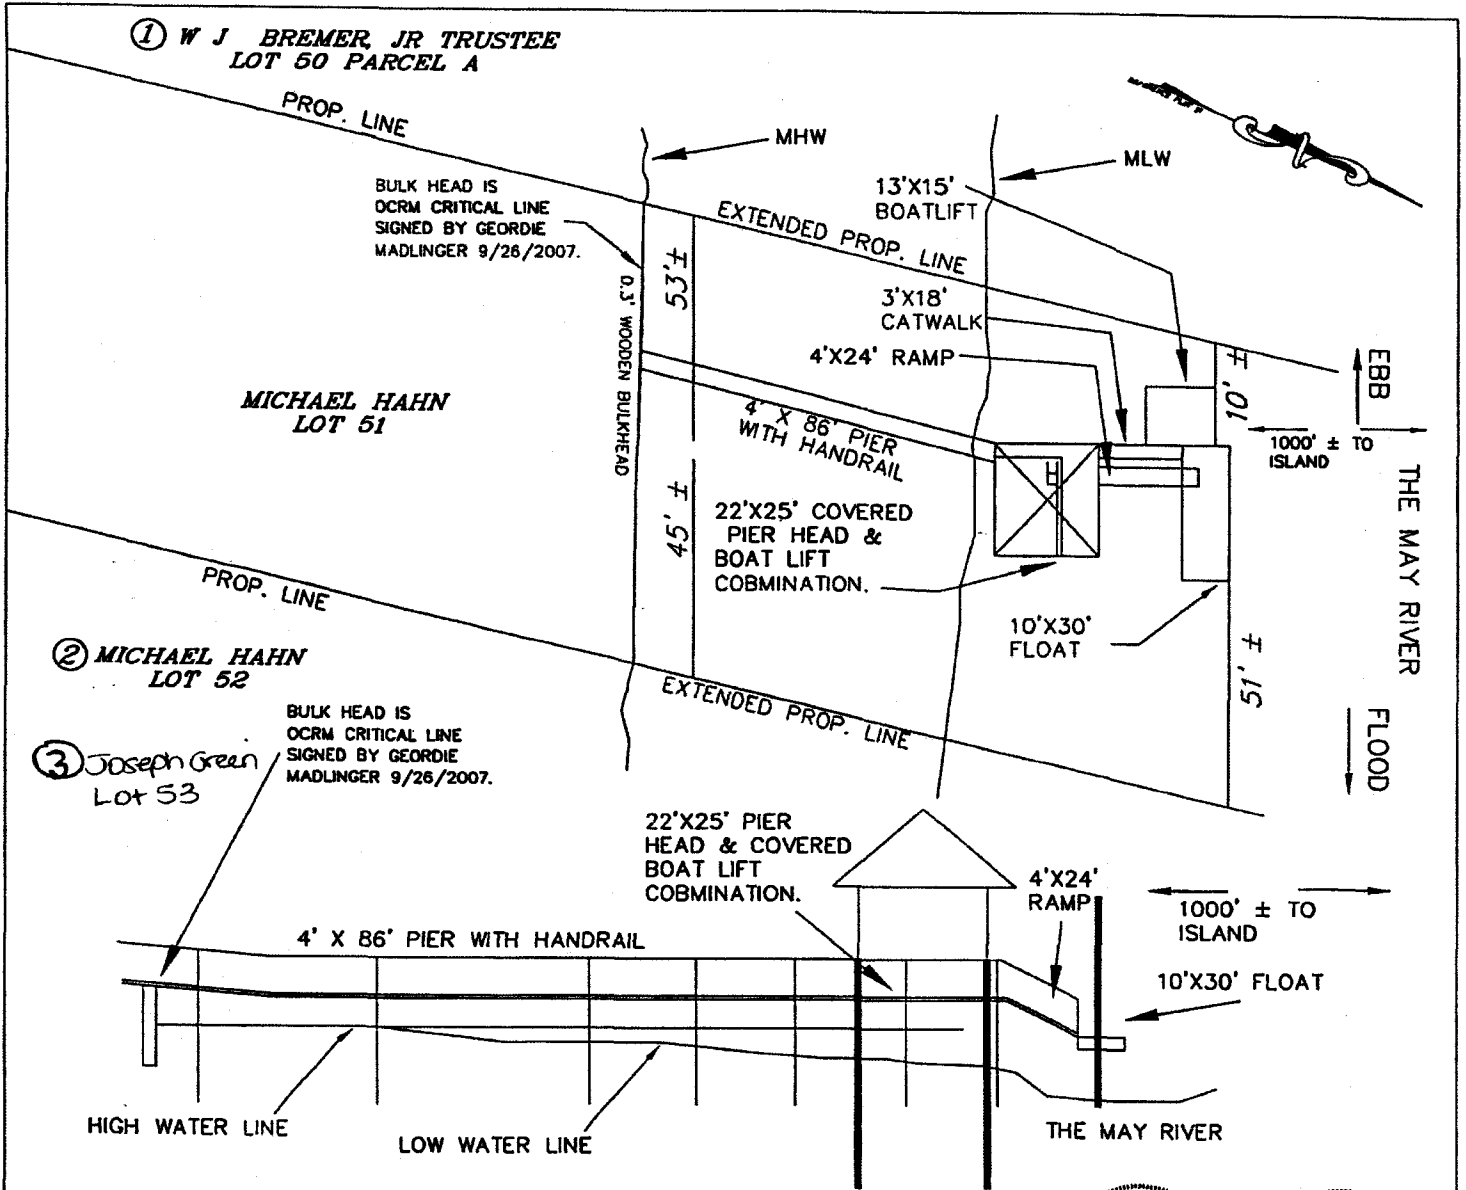 ① W J BREMER, JR TRUSTEE
LOT 50 PARCEL A
PROP. LINE
MHW
MLW
BULK HEAD IS
OCRM CRITICAL LINE
SIGNED BY GEORDIE
MADLINGER 9/26/2007.
13'X15'
BOATLIFT
EXTENDED PROP. LINE
53'±
0.3' WOODEN BULKHEAD
3'X18'
CATWALK
4'X24' RAMP
10' ±
EBB
MICHAEL HAHN
LOT 51
4' X 86' PIER
WITH HANDRAIL
1000' ± TO
ISLAND
THE MAY RIVER
45' ±
22'X25' COVERED
PIER HEAD &
BOAT LIFT
COBMINATION.
PROP. LINE
10'X30'
FLOAT
51' ±
② MICHAEL HAHN
LOT 52
EXTENDED PROP. LINE
FLOOD
BULK HEAD IS
OCRM CRITICAL LINE
SIGNED BY GEORDIE
MADLINGER 9/26/2007.
③ Joseph Green
Lot 53
22'X25' PIER
HEAD & COVERED
BOAT LIFT
COBMINATION.
4'X24'
RAMP
1000' ± TO
ISLAND
4' X 86' PIER WITH HANDRAIL
10'X30' FLOAT
HIGH WATER LINE
LOW WATER LINE
THE MAY RIVER